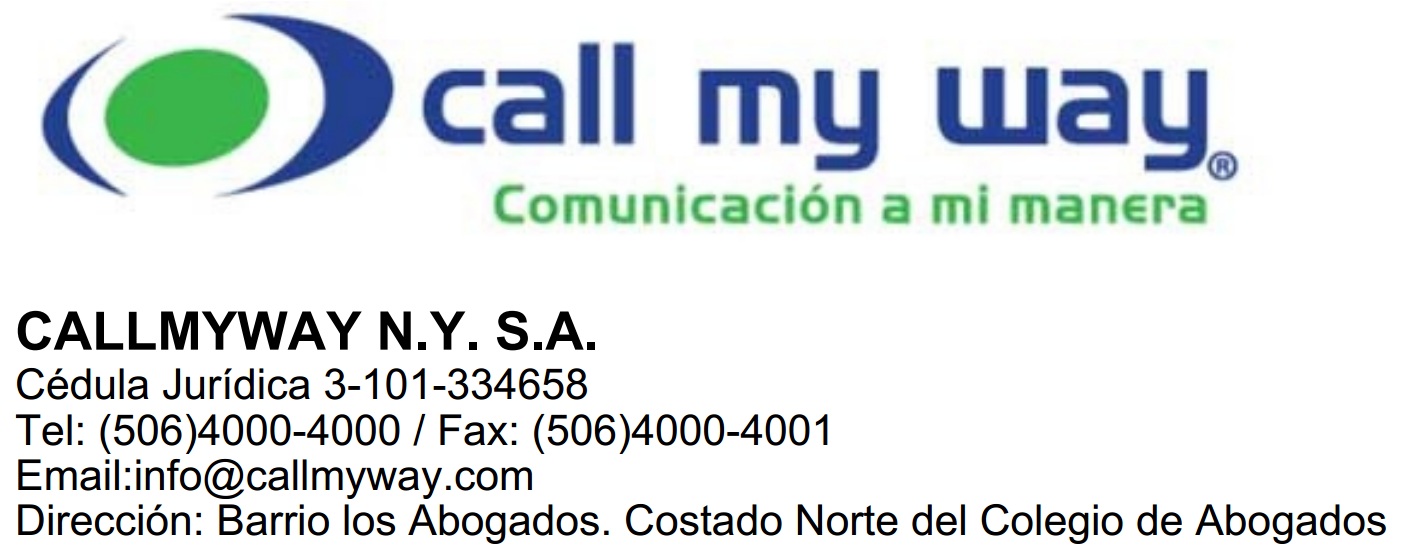 call my way®
Comunicación a mi manera
CALLMYWAY N.Y. S.A.
Cédula Jurídica 3-101-334658
Tel: (506)4000-4000 / Fax: (506)4000-4001
Email:info@callmyway.com
Dirección: Barrio los Abogados. Costado Norte del Colegio de Abogados